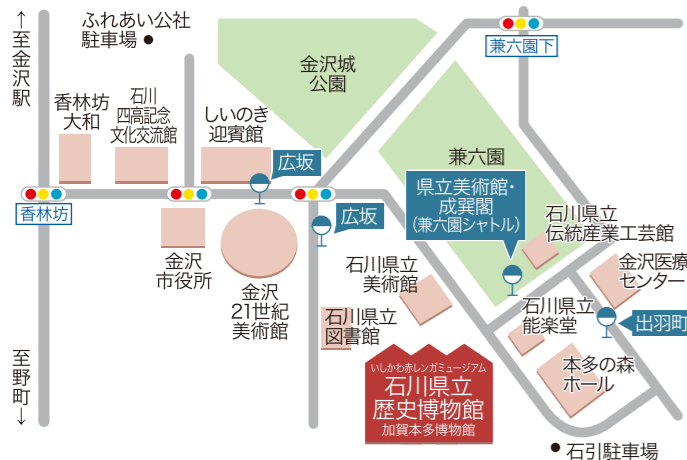 ↑至金沢駅
ふれあい公社
駐車場
金沢城
公園
兼六園下
香林坊
大和
石川
四高記念
文化交流館
しいのき
迎賓館
広坂
兼六園
県立美術館・
成巽閣
（兼六園シャトル）
香林坊
広坂
石川県立
伝統産業工芸館
金沢
市役所
金沢
21世紀
美術館
石川県立
美術館
金沢医療
センター
石川県立
図書館
石川県立
能楽堂
出羽町
至野町↓
いしかわ赤レンガミュージアム
石川県立
歴史博物館
加賀本多博物館
本多の森
ホール
石引駐車場